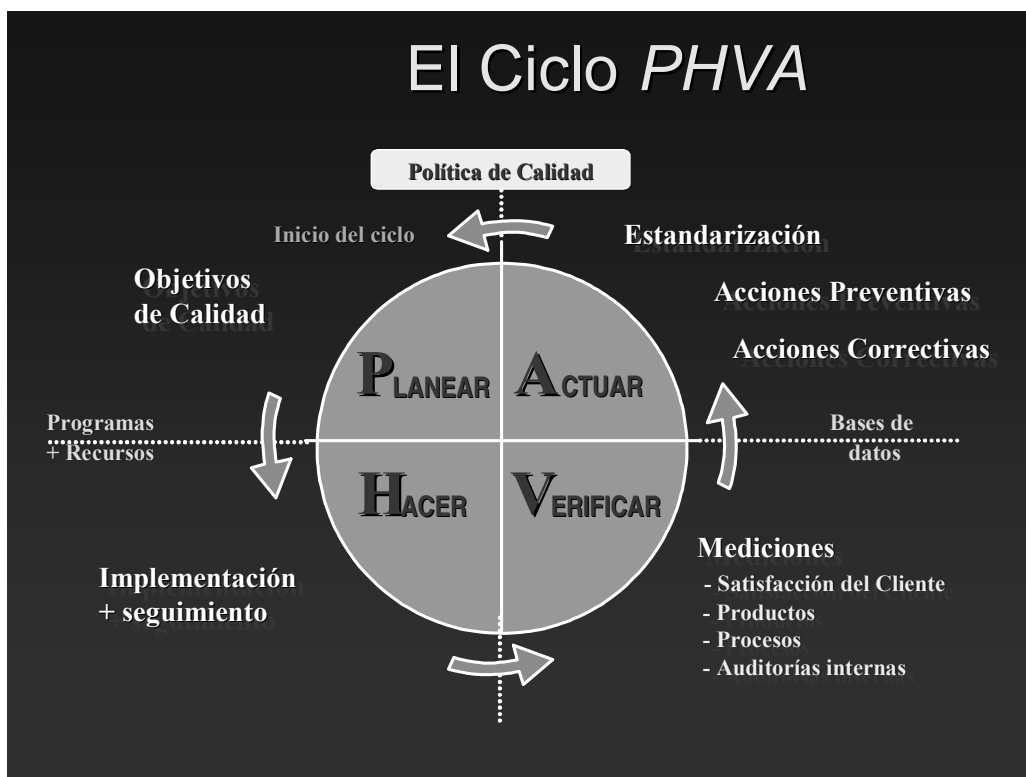 El Ciclo PHVA
Política de Calidad
Inicio del ciclo
Estandarización
Objetivos
de Calidad
Acciones Preventivas
Acciones Correctivas
PLANEAR
ACTUAR
Programas
+ Recursos
Bases de
datos
HACER
VERIFICAR
Implementación
+ seguimiento
Mediciones
- Satisfacción del Cliente
- Productos
- Procesos
- Auditorías internas